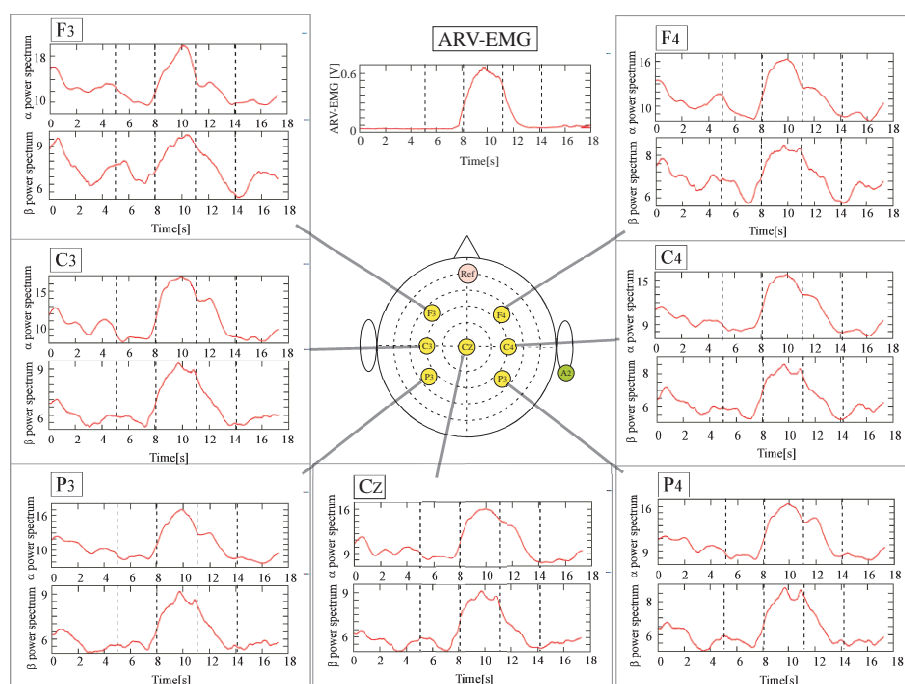 F3
α power spectrum
18
10
0 2 4 6 8 10 12 14 16 18
β power spectrum
9
6
0 2 4 6 8 10 12 14 16 18
Time[s]
ARV-EMG
ARV-EMG [V]
0.6
0
0 2 4 6 8 10 12 14 16 18
Time[s]
F4
α power spectrum
16
10
0 2 4 6 8 10 12 14 16 18
β power spectrum
8
6
0 2 4 6 8 10 12 14 16 18
Time[s]
C3
α power spectrum
15
10
0 2 4 6 8 10 12 14 16 18
β power spectrum
9
6
0 2 4 6 8 10 12 14 16 18
Time[s]
Ref
F3
F4
C3
CZ
C4
P3
P3
A2
C4
α power spectrum
15
9
0 2 4 6 8 10 12 14 16 18
β power spectrum
8
6
0 2 4 6 8 10 12 14 16 18
Time[s]
P3
α power spectrum
16
10
0 2 4 6 8 10 12 14 16 18
β power spectrum
9
6
0 2 4 6 8 10 12 14 16 18
Time[s]
CZ
α power spectrum
16
9
0 2 4 6 8 10 12 14 16 18
β power spectrum
9
6
0 2 4 6 8 10 12 14 16 18
Time[s]
P4
α power spectrum
16
9
0 2 4 6 8 10 12 14 16 18
β power spectrum
8
6
0 2 4 6 8 10 12 14 16 18
Time[s]